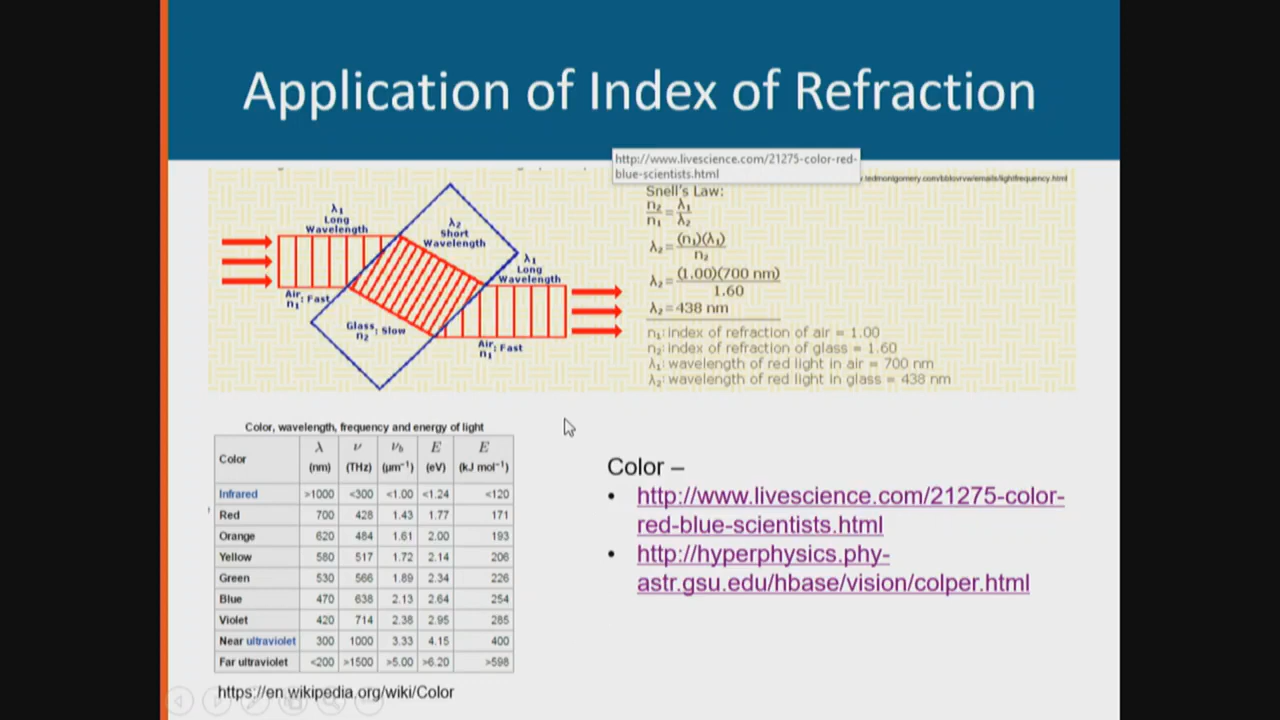 Application of Index of Refraction
http://www.livescience.com/21275-color-red-
blue-scientists.html
.tedmontgomery.com/bblovrvw/emails/lightfrequency.html
λ₁
Long
Wavelength
λ₂
Short
Wavelength
λ₁
Long
Wavelength
Air: Fast
n₁
Glass: Slow
n₂
Air: Fast
n₁
Snell's Law:
n₂/n₁ = λ₁/λ₂
λ₂ = (n₁)(λ₁)/n₂
λ₂ = (1.00)(700 nm)/1.60
λ₂ = 438 nm
n₁: index of refraction of air = 1.00
n₂: index of refraction of glass = 1.60
λ₁: wavelength of red light in air = 700 nm
λ₂: wavelength of red light in glass = 438 nm
Color, wavelength, frequency and energy of light
Color λ (nm) ν (THz) νb (μm⁻¹) E (eV) E (kJ mol⁻¹)
Infrared >1000 <300 <1.00 <1.24 <120
Red 700 428 1.43 1.77 171
Orange 620 484 1.61 2.00 193
Yellow 580 517 1.72 2.14 206
Green 530 566 1.89 2.34 226
Blue 470 638 2.13 2.64 254
Violet 420 714 2.38 2.95 285
Near ultraviolet 300 1000 3.33 4.15 400
Far ultraviolet <200 >1500 >5.00 >6.20 >598
https://en.wikipedia.org/wiki/Color
Color –
• http://www.livescience.com/21275-color-
red-blue-scientists.html
• http://hyperphysics.phy-
astr.gsu.edu/hbase/vision/colper.html